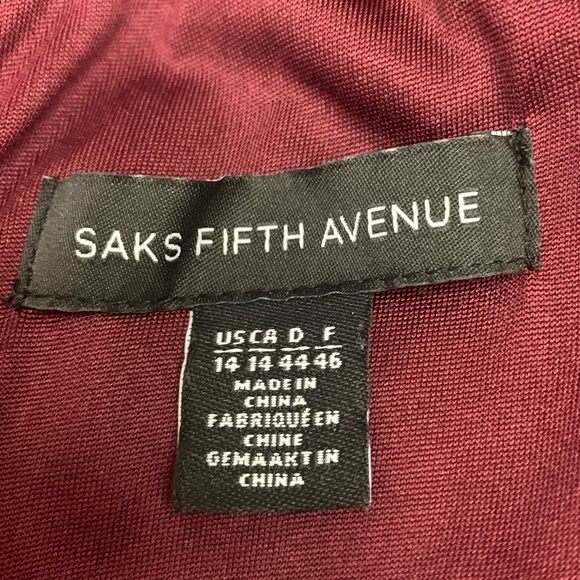 SAKS FIFTH AVENUE
US CA D F
14 14 44 46
MADE IN
CHINA
FABRIQUÉ EN
CHINE
GEMAAKT IN
CHINA